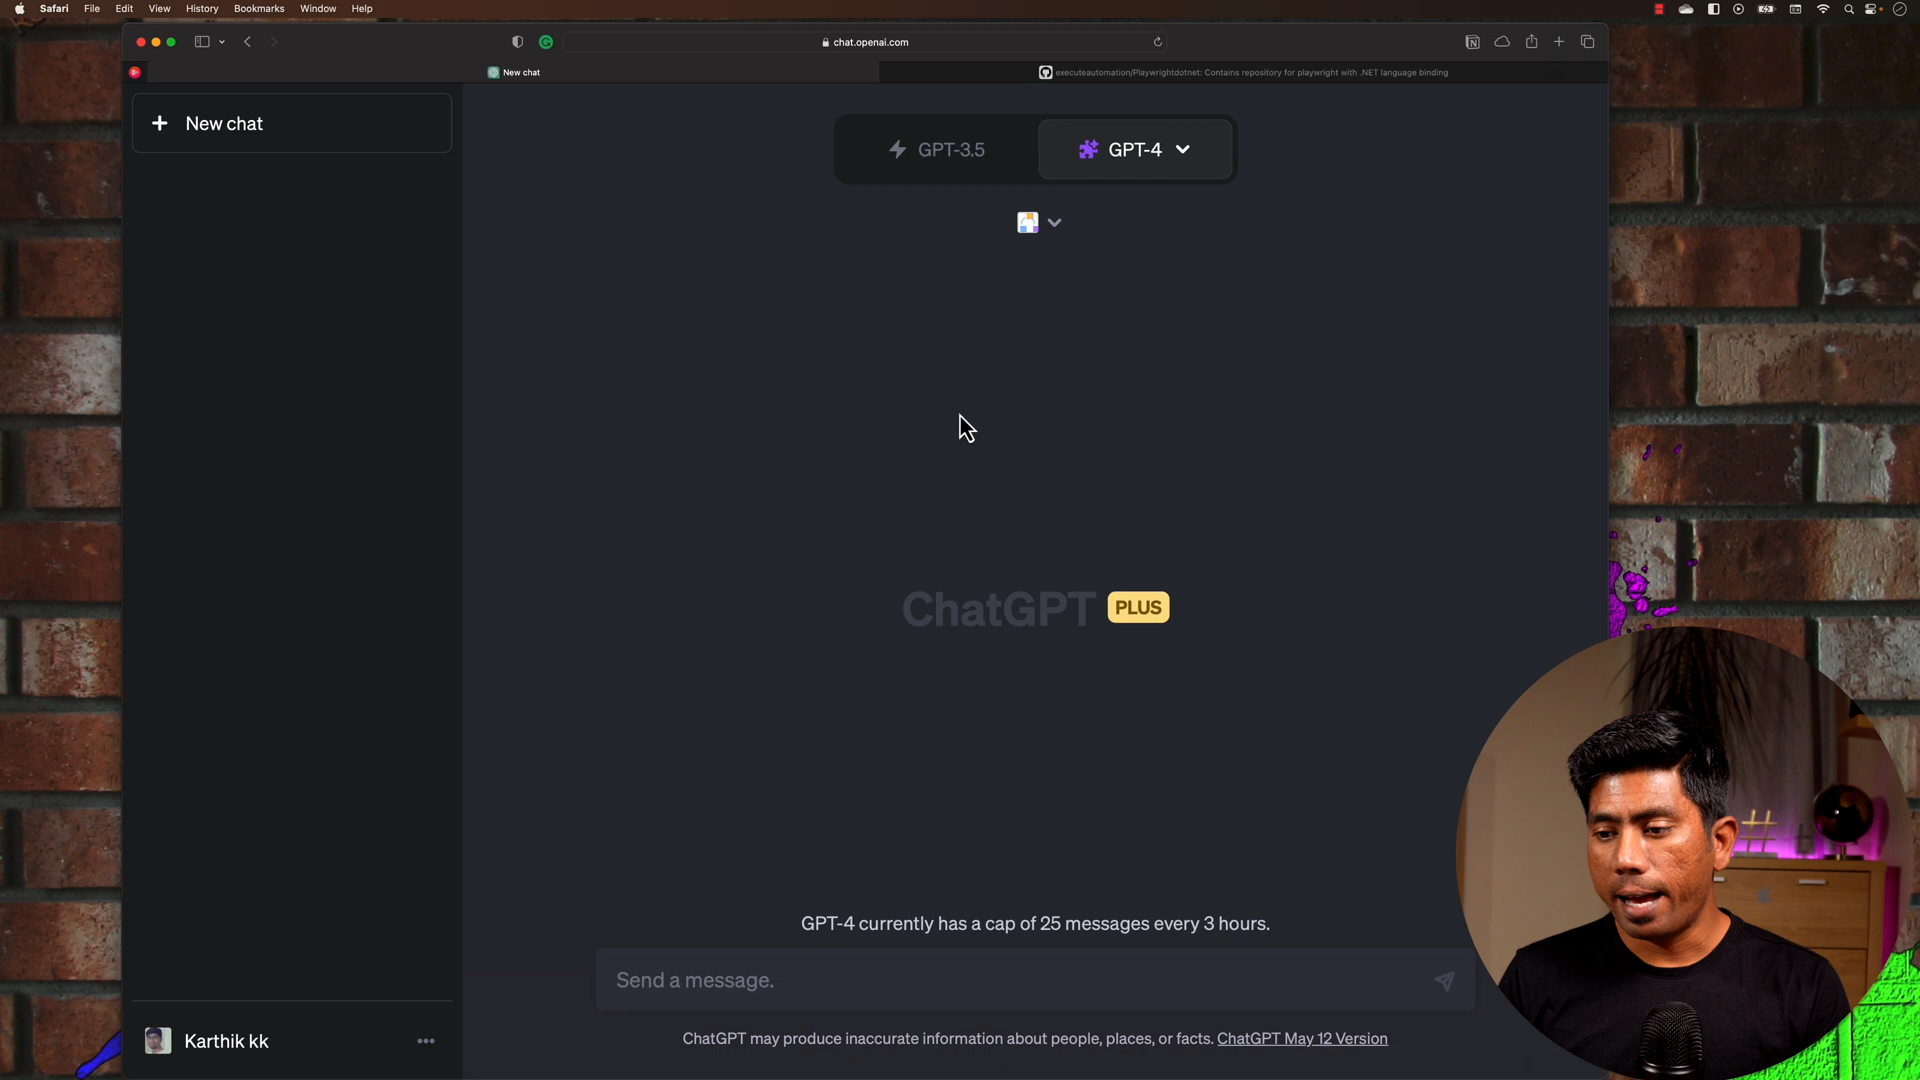 Safari File Edit View History Bookmarks Window Help
chat.openai.com
New chat
executeautomation/Playwrightdotnet: Contains repository for playwright with .NET language binding
New chat
GPT-3.5
GPT-4
ChatGPT PLUS
GPT-4 currently has a cap of 25 messages every 3 hours.
Send a message.
Karthik kk
ChatGPT may produce inaccurate information about people, places, or facts. ChatGPT May 12 Version